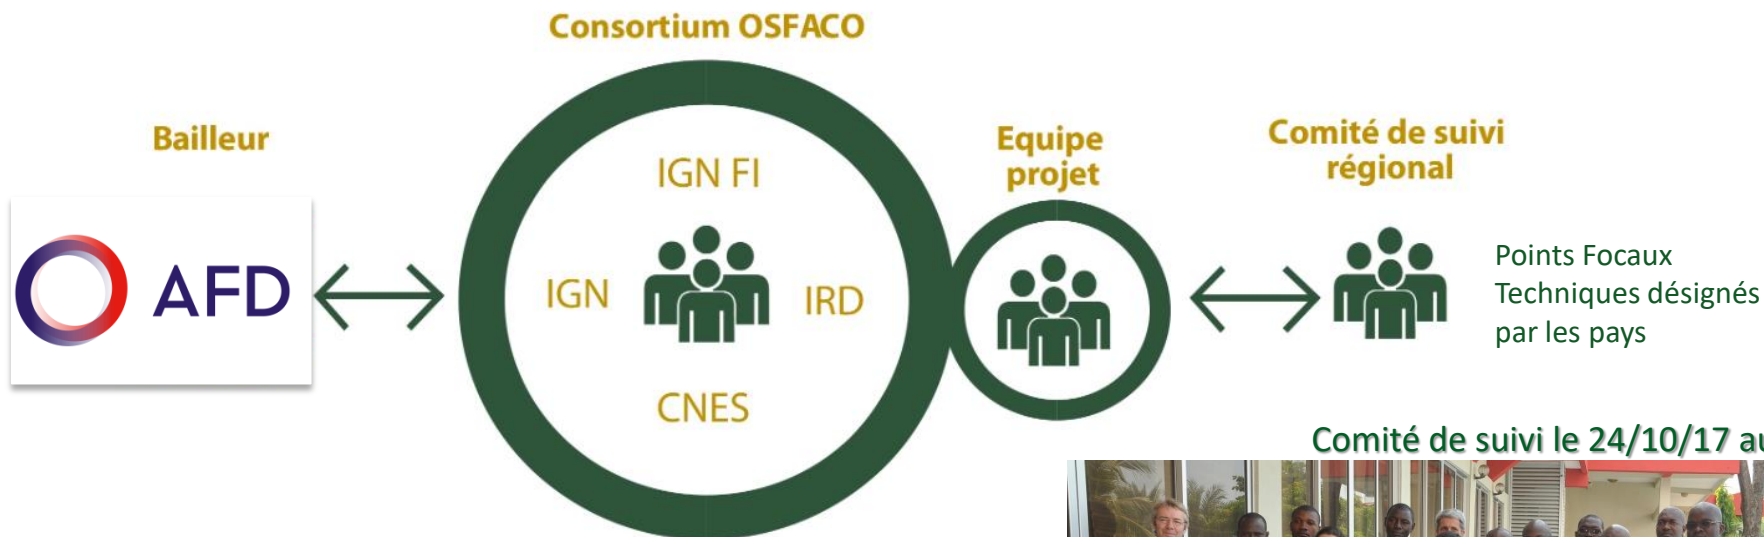 Consortium OSFACO
Bailleur
AFD
IGN FI
IGN
IRD
CNES
Equipe
projet
Comité de suivi
régional
Points Focaux
Techniques désignés
par les pays
Comité de suivi le 24/10/17 au